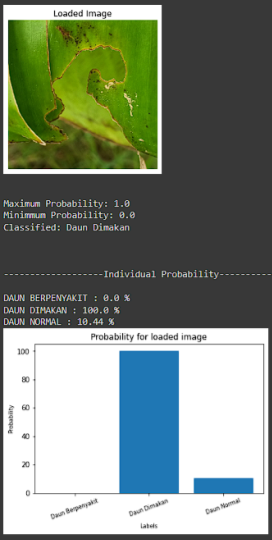 Loaded Image
Maximum Probability: 1.0
Minimmum Probability: 0.0
Classified: Daun Dimakan
-------------------Individual Probability----------
DAUN BERPENYAKIT : 0.0 %
DAUN DIMAKAN : 100.0 %
DAUN NORMAL : 10.44 %
Probability for loaded image
100
80
60
40
20
0
Probability
Daun Berpenyakit
Daun Dimakan
Daun Normal
Labels